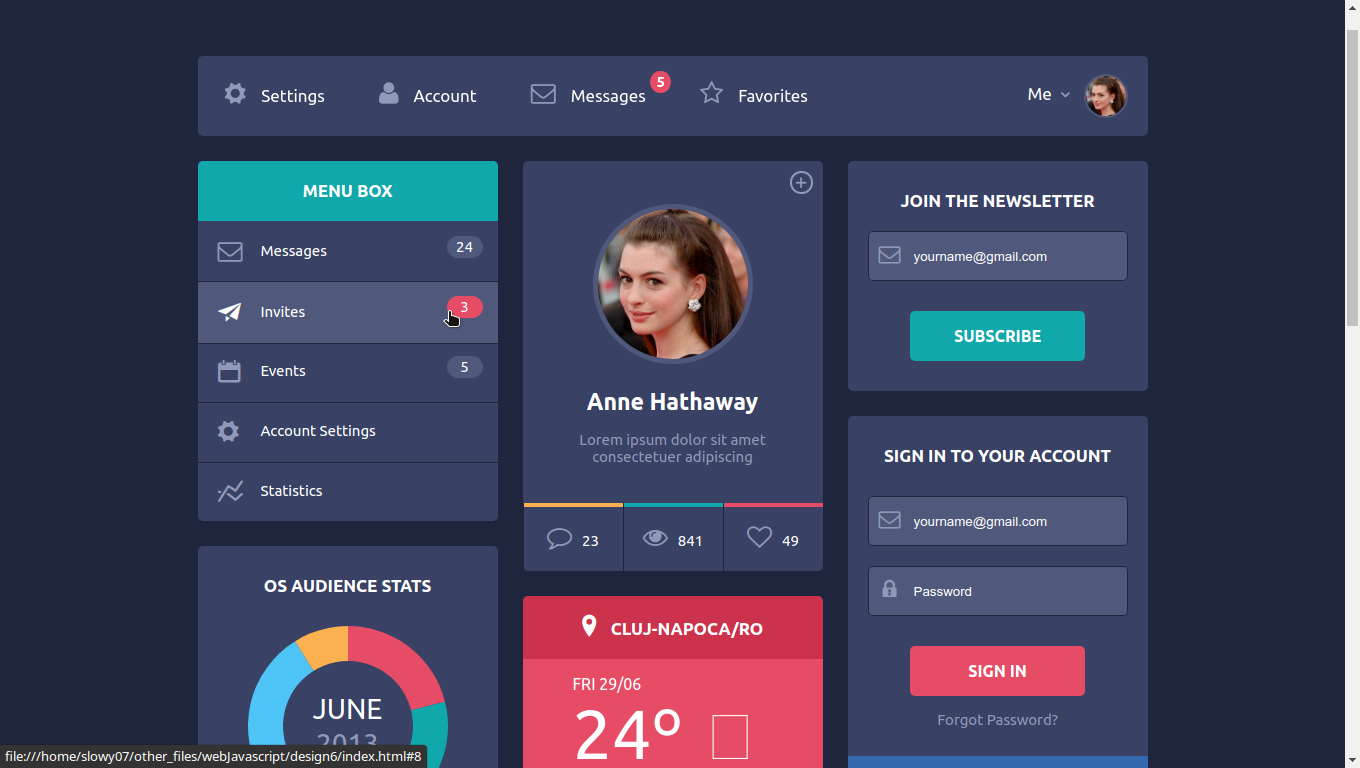 Settings
Account
Messages
5
Favorites
Me
MENU BOX
Messages
24
Invites
3
Events
5
Account Settings
Statistics
OS AUDIENCE STATS
JUNE
2013
Anne Hathaway
Lorem ipsum dolor sit amet
consectetuer adipiscing
23
841
49
CLUJ-NAPOCA/RO
FRI 29/06
24°
JOIN THE NEWSLETTER
yourname@gmail.com
SUBSCRIBE
SIGN IN TO YOUR ACCOUNT
yourname@gmail.com
Password
SIGN IN
Forgot Password?
file:///home/slowy07/other_files/webJavascript/design6/index.html#8